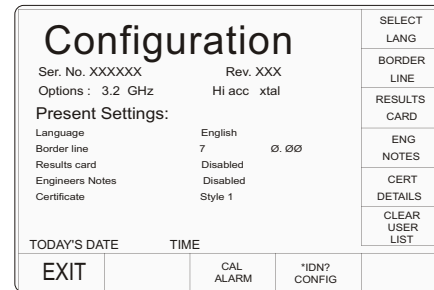 Configuration
Ser. No. XXXXXX Rev. XXX
Options : 3.2 GHz Hi acc xtal
Present Settings:
Language English
Border line 7 Ø. ØØ
Results card Disabled
Engineers Notes Disabled
Certificate Style 1
TODAY'S DATE TIME
SELECT
LANG
BORDER
LINE
RESULTS
CARD
ENG
NOTES
CERT
DETAILS
CLEAR
USER
LIST
EXIT
CAL
ALARM
*IDN?
CONFIG